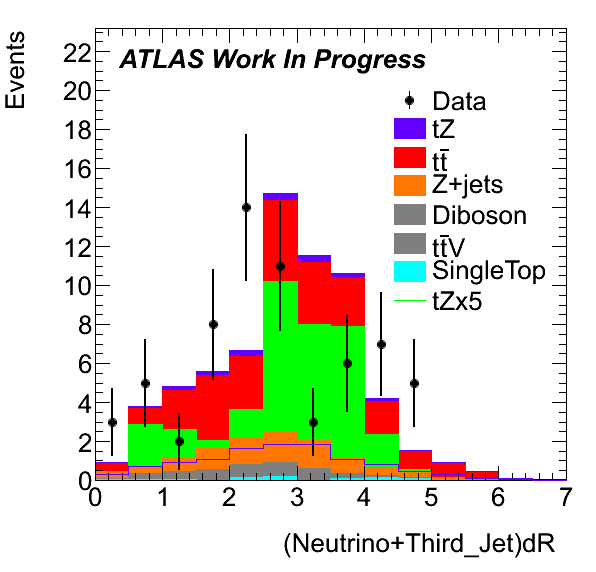 Events
ATLAS Work In Progress
22
20
18
16
14
12
10
8
6
4
2
0
Data
tZ
tt̄
Z+jets
Diboson
tt̄V
SingleTop
tZx5
0 1 2 3 4 5 6 7
(Neutrino+Third_Jet)dR